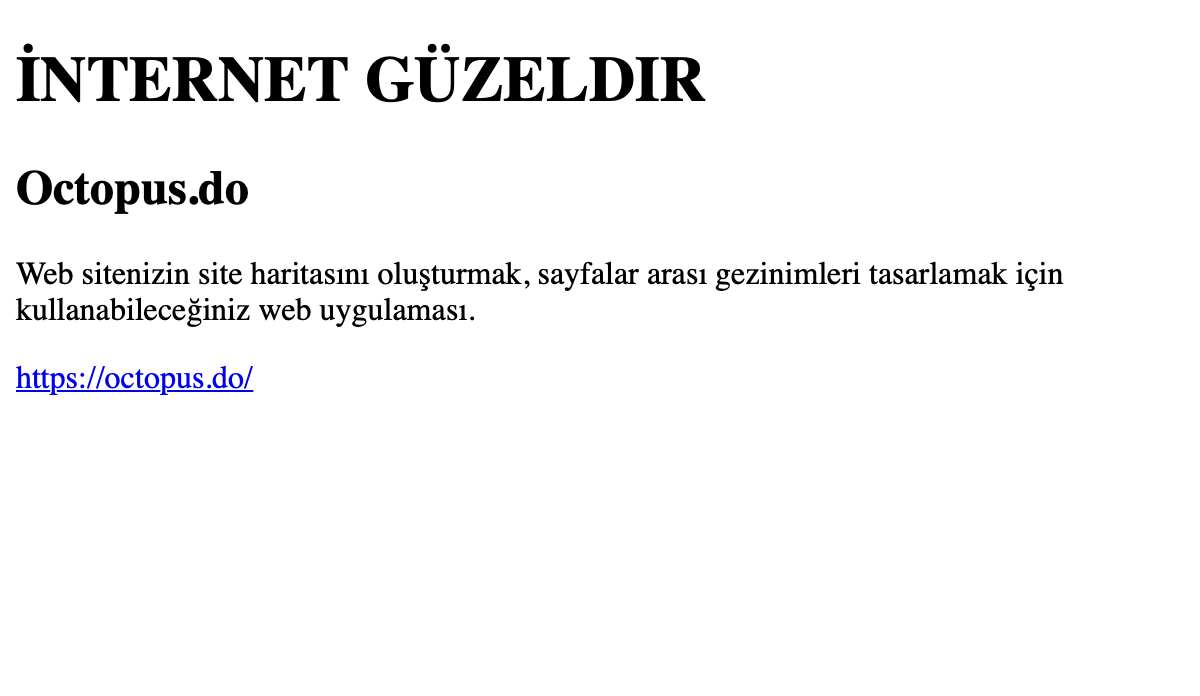 İNTERNET GÜZELDIR
Octopus.do
Web sitenizin site haritasını oluşturmak, sayfalar arası gezinimleri tasarlamak için
kullanabileceğiniz web uygulaması.
https://octopus.do/